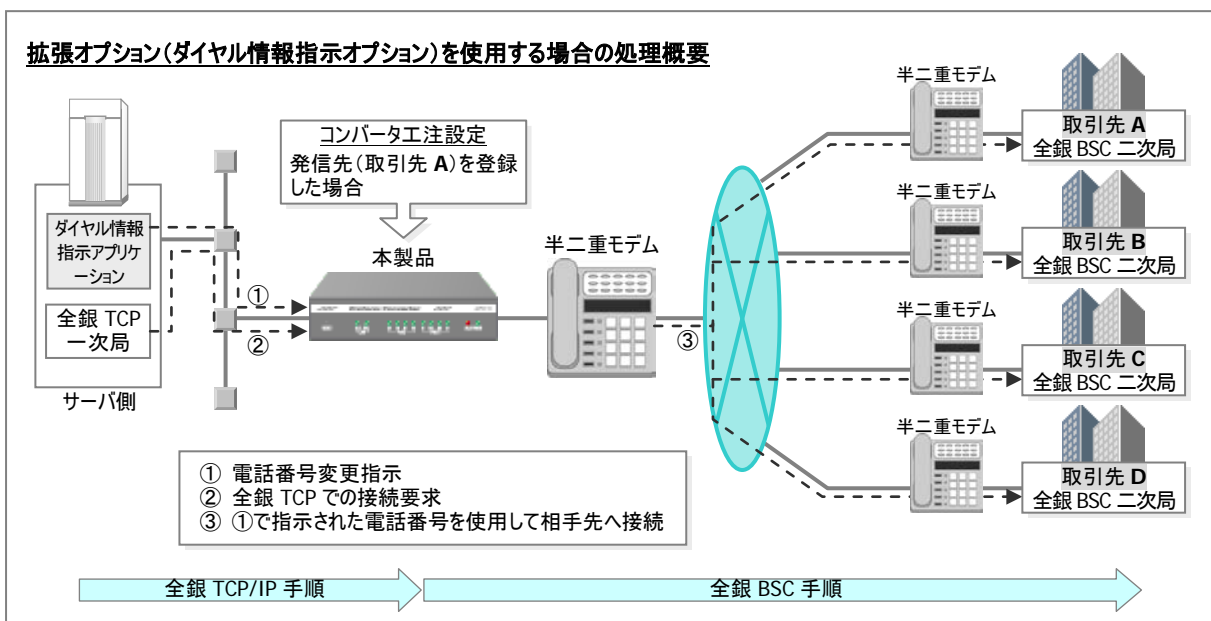 拡張オプション(ダイヤル情報指示オプション)を使用する場合の処理概要
ダイヤル情報
指示アプリケ
ーション
全銀 TCP
一次局
サーバ側
①
②
コンバータエ注設定
発信先(取引先 A)を登録
した場合
本製品
半二重モデム
③
半二重モデム
取引先 A
全銀 BSC 二次局
半二重モデム
取引先 B
全銀 BSC 二次局
半二重モデム
取引先 C
全銀 BSC 二次局
半二重モデム
取引先 D
全銀 BSC 二次局
① 電話番号変更指示
② 全銀 TCP での接続要求
③ ①で指示された電話番号を使用して相手先へ接続
全銀 TCP/IP 手順
全銀 BSC 手順